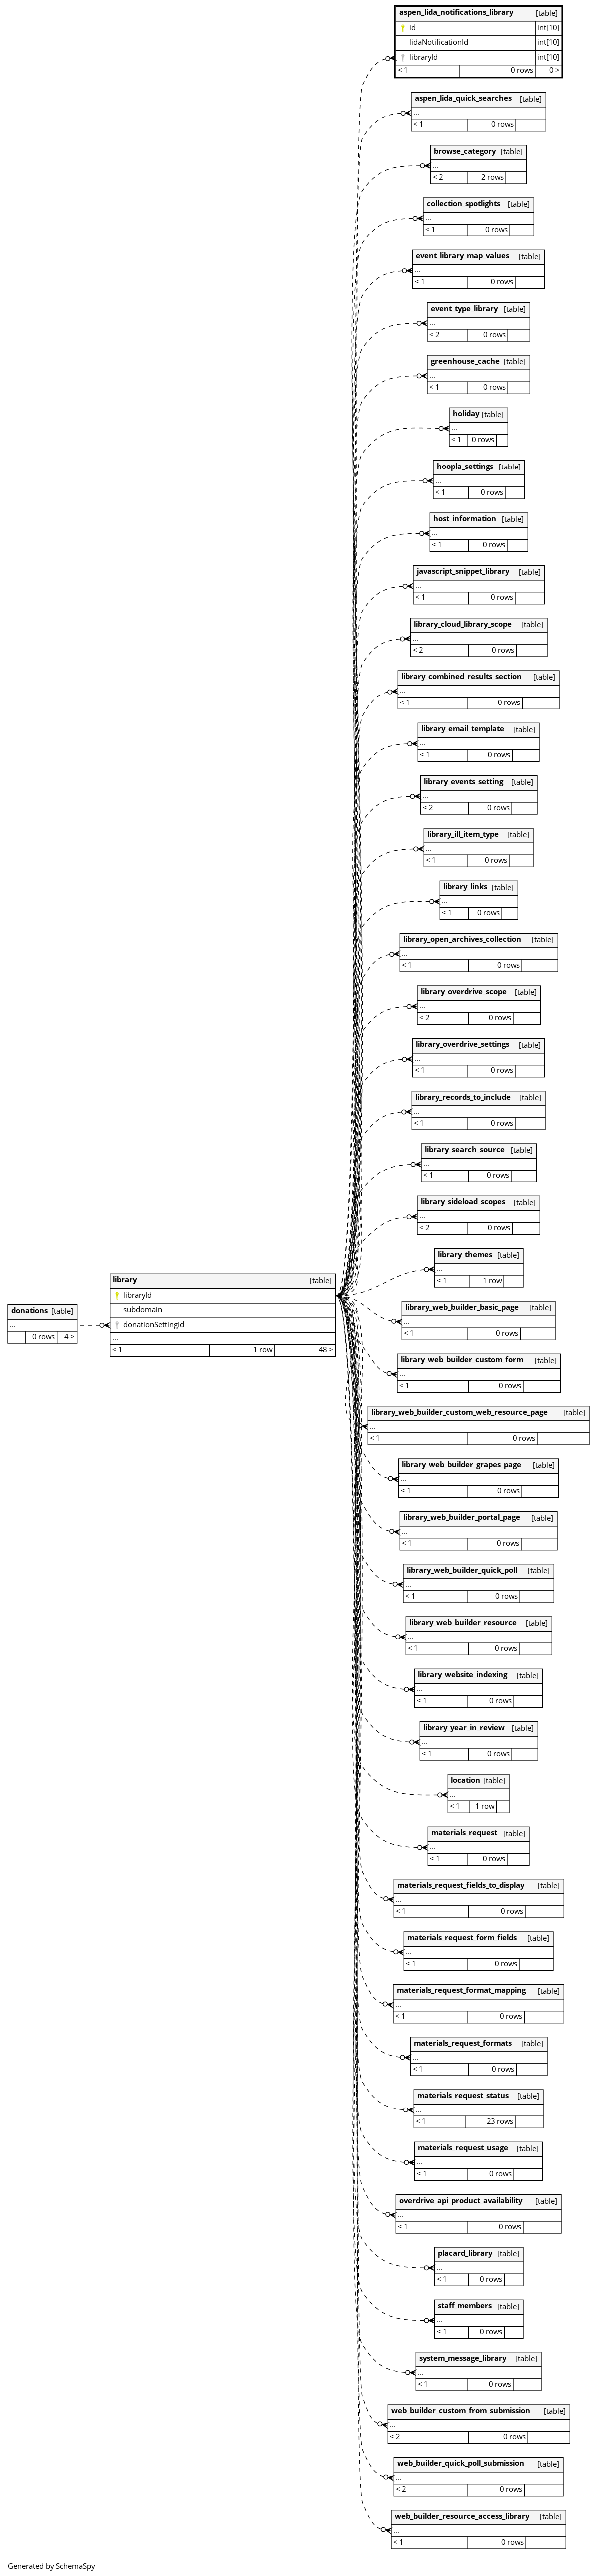 aspen_lida_notifications_library [table]
id int[10]
lidaNotificationId int[10]
libraryId int[10]
< 1 0 rows 0 >
aspen_lida_quick_searches [table]
...
< 1 0 rows
browse_category [table]
...
< 2 2 rows
collection_spotlights [table]
...
< 1 0 rows
event_library_map_values [table]
...
< 1 0 rows
event_type_library [table]
...
< 2 0 rows
greenhouse_cache [table]
...
< 1 0 rows
holiday [table]
...
< 1 0 rows
hoopla_settings [table]
...
< 1 0 rows
host_information [table]
...
< 1 0 rows
javascript_snippet_library [table]
...
< 1 0 rows
library_cloud_library_scope [table]
...
< 2 0 rows
library_combined_results_section [table]
...
< 1 0 rows
library_email_template [table]
...
< 1 0 rows
library_events_setting [table]
...
< 2 0 rows
library_ill_item_type [table]
...
< 1 0 rows
library_links [table]
...
< 1 0 rows
library_open_archives_collection [table]
...
< 1 0 rows
library_overdrive_scope [table]
...
< 2 0 rows
library_overdrive_settings [table]
...
< 1 0 rows
library_records_to_include [table]
...
< 1 0 rows
library_search_source [table]
...
< 1 0 rows
library_sideload_scopes [table]
...
< 2 0 rows
library_themes [table]
...
< 1 1 row
donations [table]
...
0 rows 4 >
library [table]
libraryId
subdomain
donationSettingId
...
< 1 1 row 48 >
library_web_builder_basic_page [table]
...
< 1 0 rows
library_web_builder_custom_form [table]
...
< 1 0 rows
library_web_builder_custom_web_resource_page [table]
...
< 1 0 rows
library_web_builder_grapes_page [table]
...
< 1 0 rows
library_web_builder_portal_page [table]
...
< 1 0 rows
library_web_builder_quick_poll [table]
...
< 1 0 rows
library_web_builder_resource [table]
...
< 1 0 rows
library_website_indexing [table]
...
< 1 0 rows
library_year_in_review [table]
...
< 1 0 rows
location [table]
...
< 1 1 row
materials_request [table]
...
< 1 0 rows
materials_request_fields_to_display [table]
...
< 1 0 rows
materials_request_form_fields [table]
...
< 1 0 rows
materials_request_format_mapping [table]
...
< 1 0 rows
materials_request_formats [table]
...
< 1 0 rows
materials_request_status [table]
...
< 1 23 rows
materials_request_usage [table]
...
< 1 0 rows
overdrive_api_product_availability [table]
...
< 1 0 rows
placard_library [table]
...
< 1 0 rows
staff_members [table]
...
< 1 0 rows
system_message_library [table]
...
< 1 0 rows
web_builder_custom_from_submission [table]
...
< 2 0 rows
web_builder_quick_poll_submission [table]
...
< 2 0 rows
web_builder_resource_access_library [table]
...
< 1 0 rows
Generated by SchemaSpy